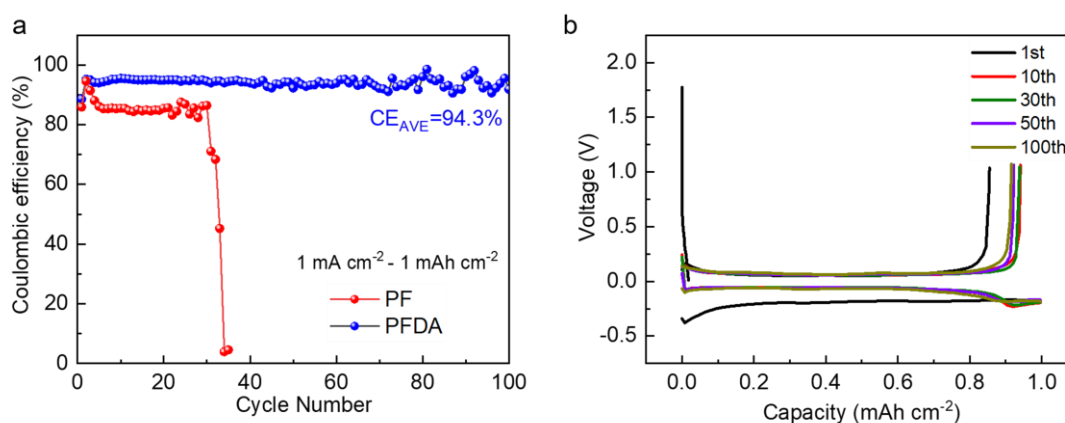 a
Coulombic efficiency (%)
100
80
60
40
20
0
0
20
40
60
80
100
Cycle Number
CE_AVE=94.3%
1 mA cm⁻² - 1 mAh cm⁻²
PF
PFDA
b
Voltage (V)
2.0
1.5
1.0
0.5
0.0
-0.5
0.0
0.2
0.4
0.6
0.8
1.0
Capacity (mAh cm⁻²)
1st
10th
30th
50th
100th